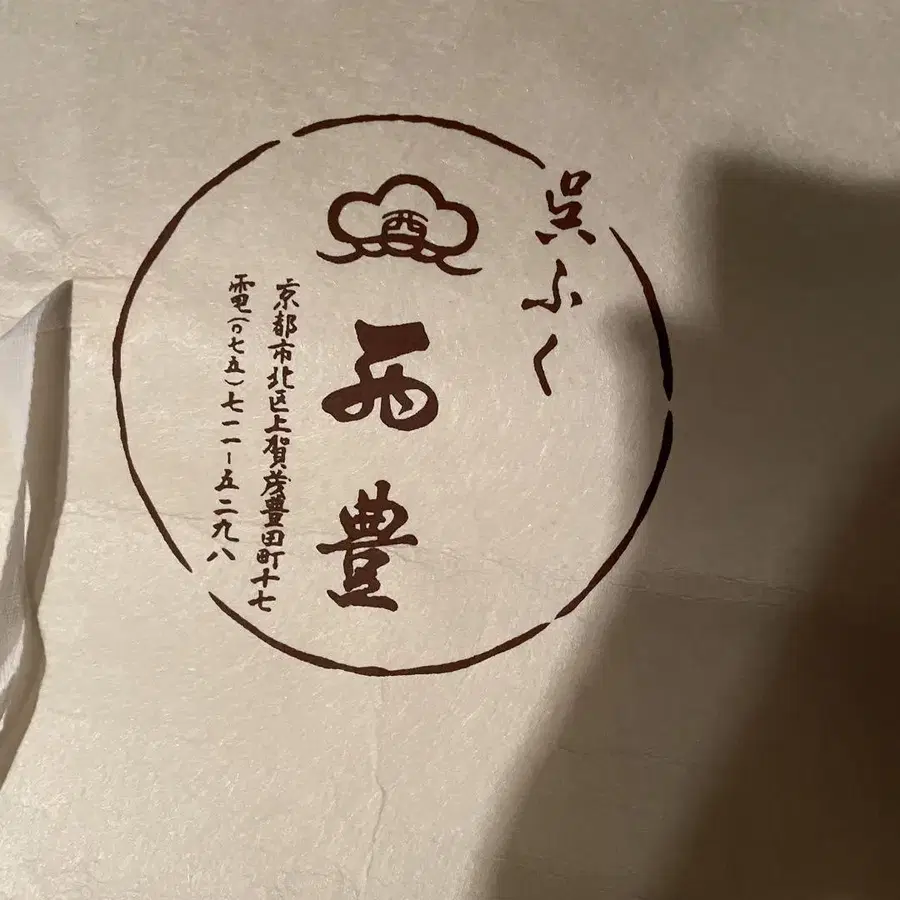 呉ふく
西
西豊
京都市北区上賀茂豊田町十七
電(〇七五)七一一-五二九八